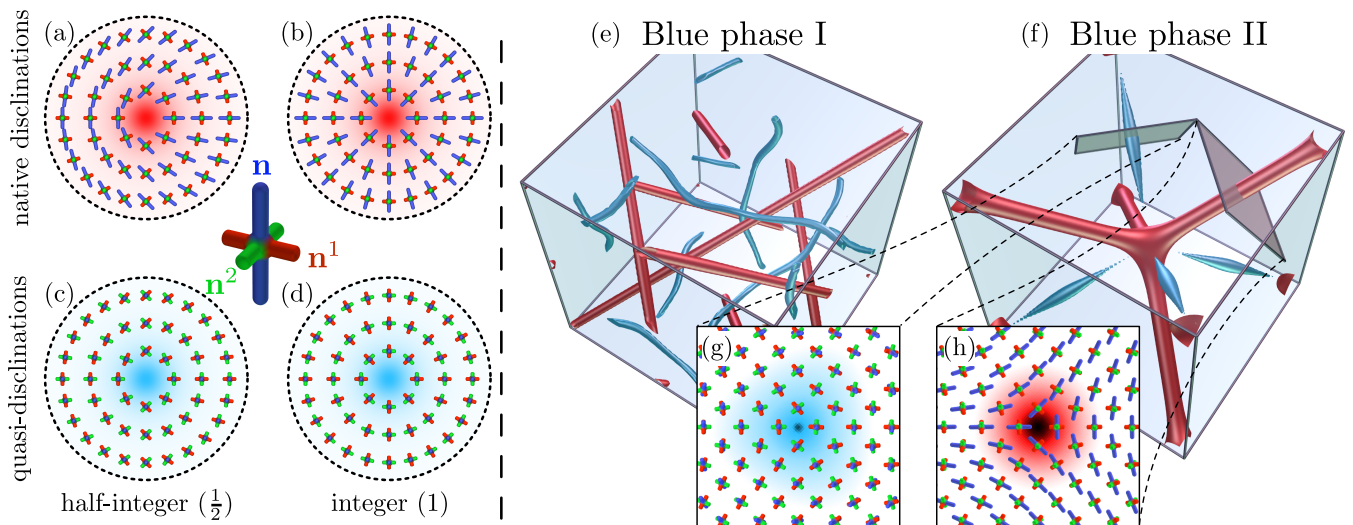 native disclinations
quasi-disclinations
(a)
(b)
n
n¹
n²
(c)
(d)
half-integer (½)
integer (1)
(e) Blue phase I
(f) Blue phase II
(g)
(h)